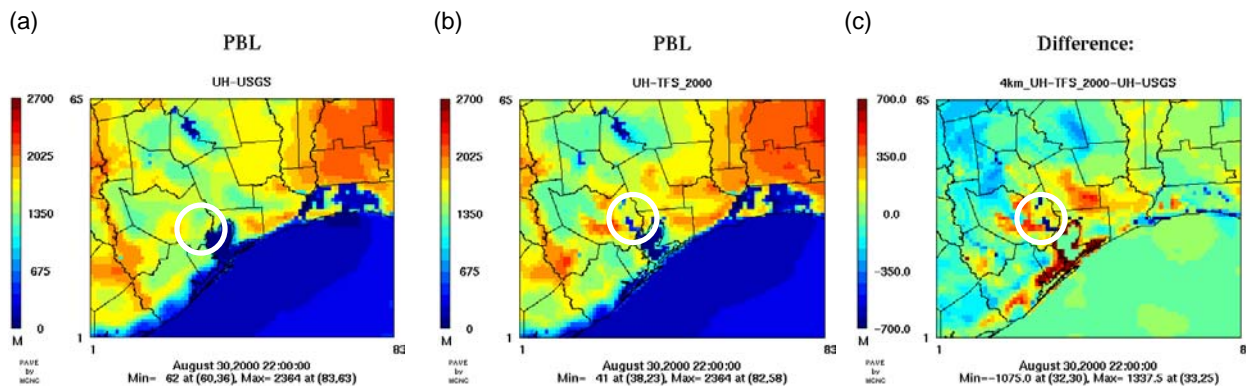 (a)
PBL
UH-USGS
2700
2025
1350
675
0
M
PAVE
by
MCNC
65
1
1
83
August 30,2000 22:00:00
Min= 62 at (60,36), Max= 2364 at (83,63)
(b)
PBL
UH-TFS_2000
2700
2025
1350
675
0
M
PAVE
by
MCNC
65
1
1
83
August 30,2000 22:00:00
Min= 41 at (38,23), Max= 2364 at (82,58)
(c)
Difference:
4km_UH-TFS_2000-UH-USGS
700.0
350.0
0.0
-350.0
-700.0
M
PAVE
by
MCNC
65
1
1
8
August 30,2000 22:00:00
Min=-1075.0 at (32,30), Max= 1337.5 at (33,25)